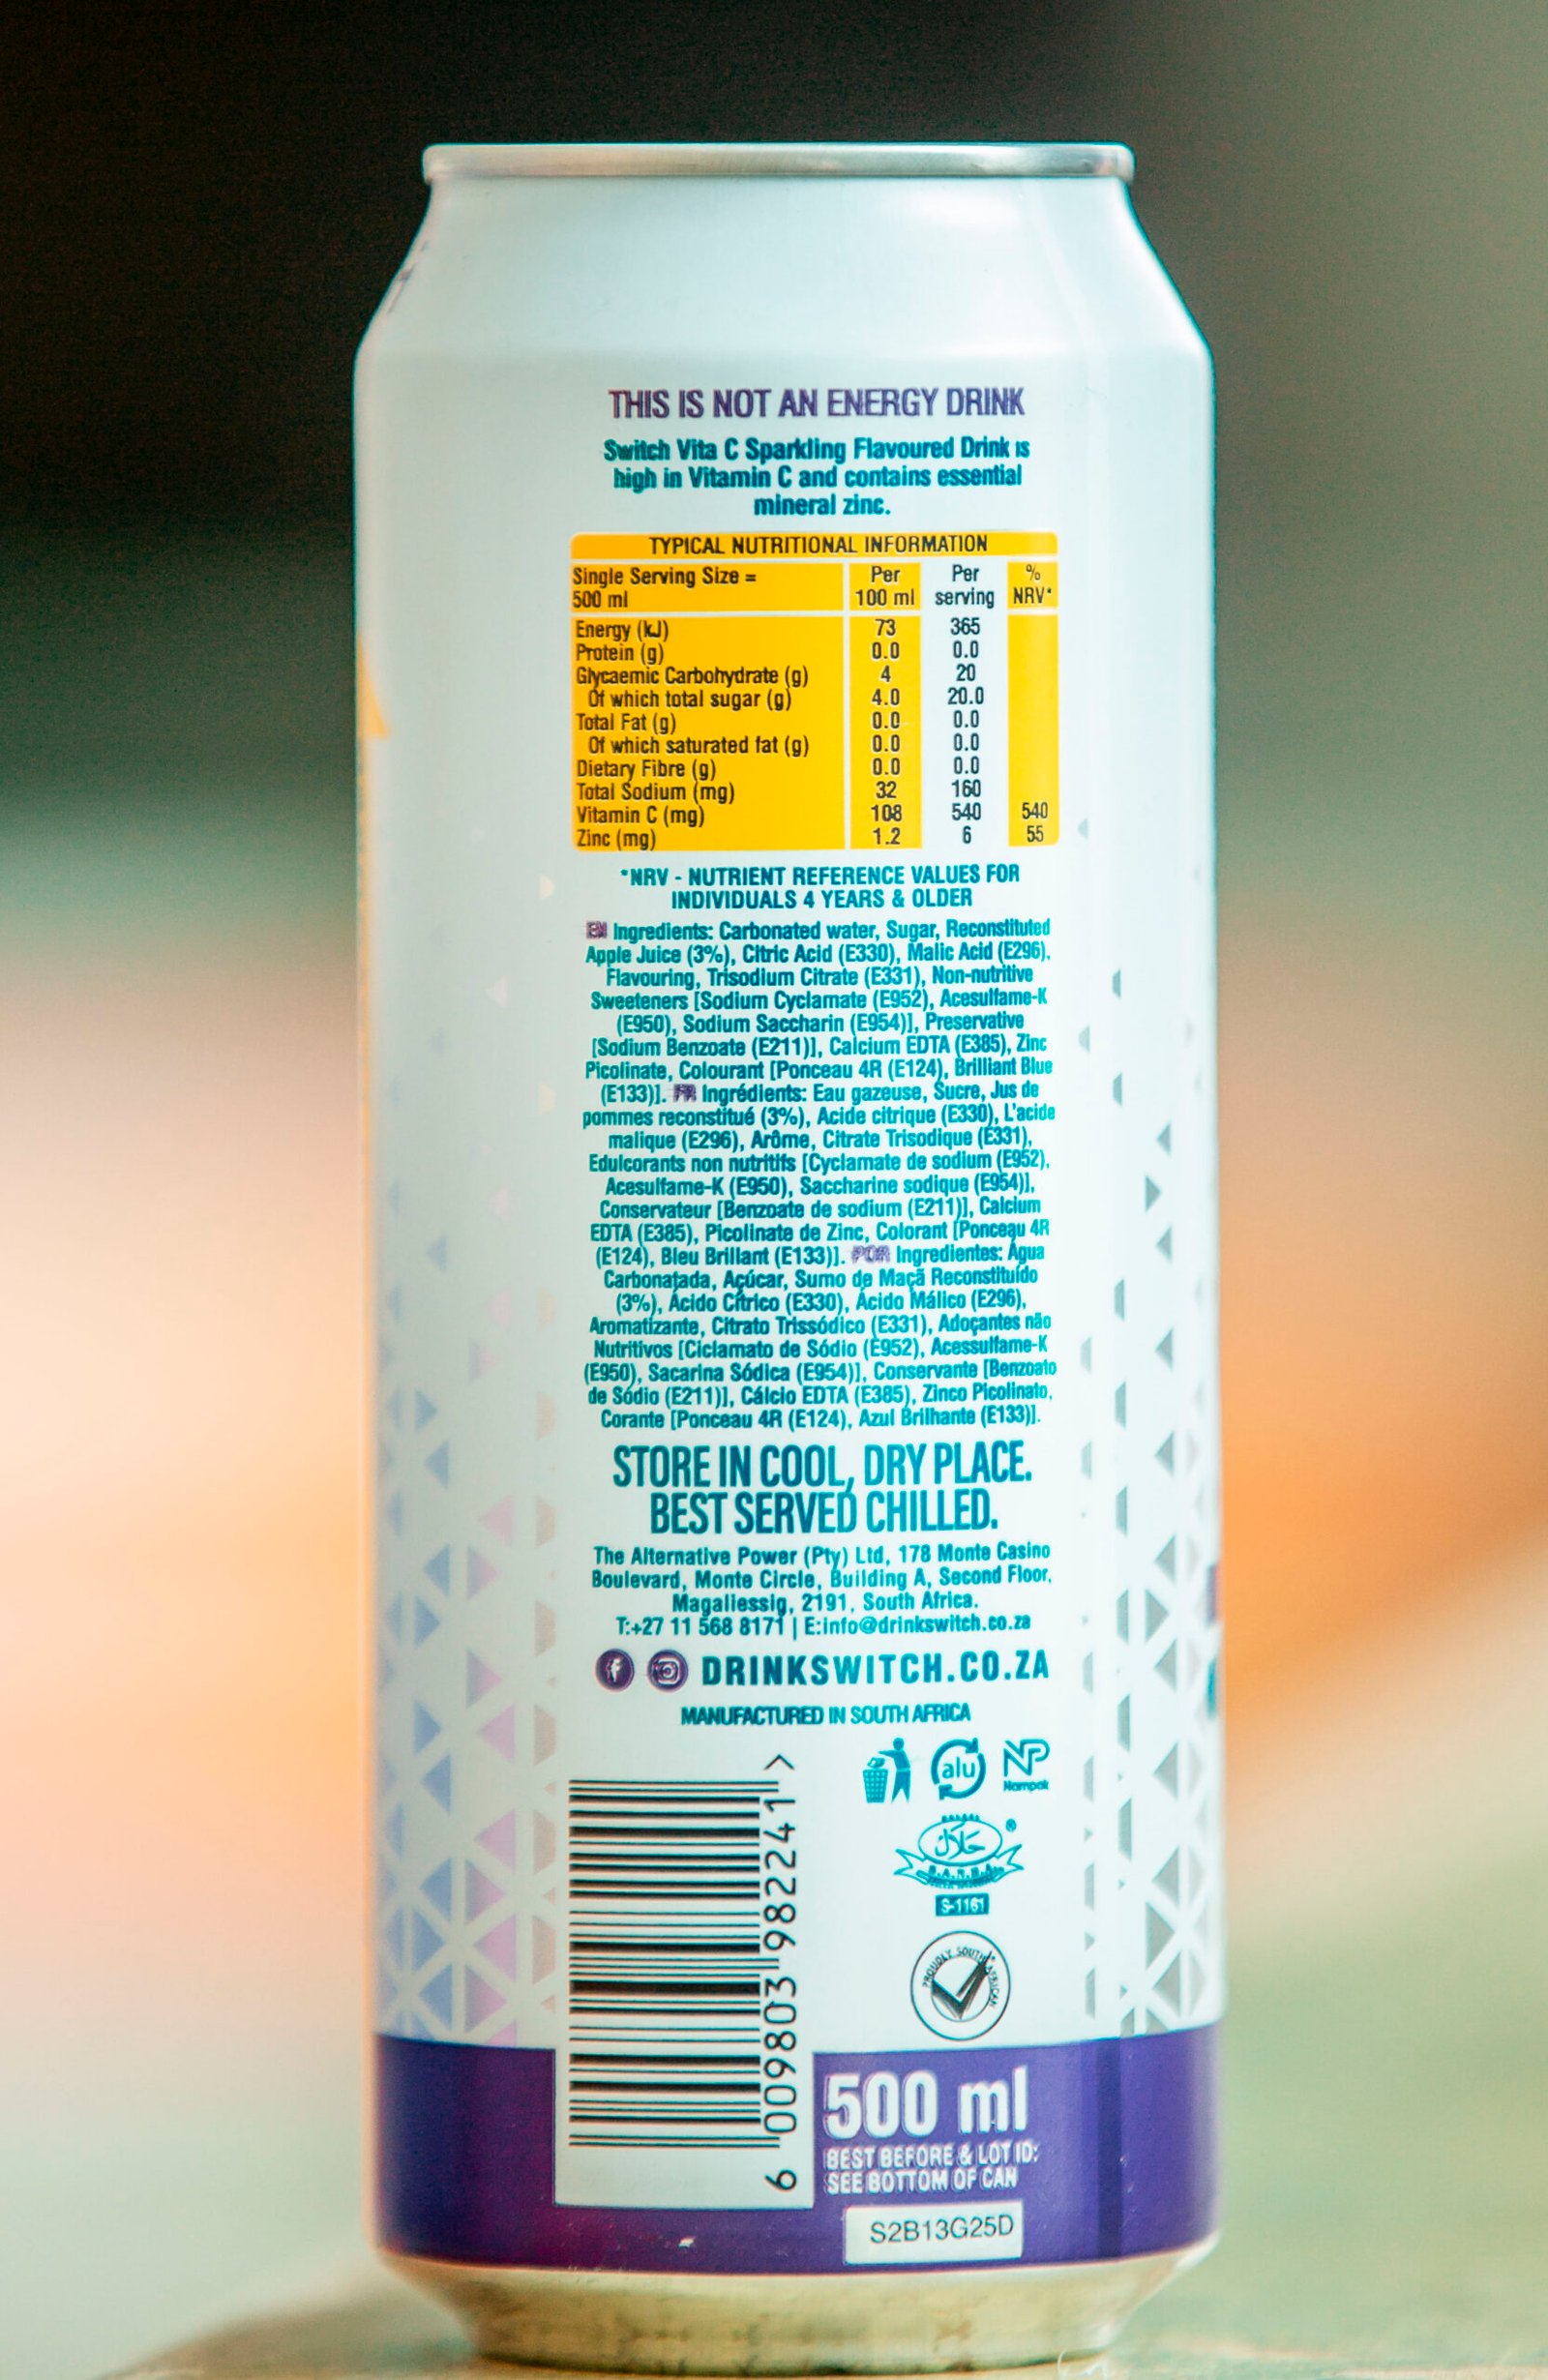 THIS IS NOT AN ENERGY DRINK
Switch Vita C Sparkling Flavoured Drink is
high in Vitamin C and contains essential
mineral zinc.
TYPICAL NUTRITIONAL INFORMATION
Single Serving Size =
500 ml
Per
100 ml
Per
serving
%
NRV*
Energy (kJ) 73 365
Protein (g) 0.0 0.0
Glycaemic Carbohydrate (g) 4 20
Of which total sugar (g) 4.0 20.0
Total Fat (g) 0.0 0.0
Of which saturated fat (g) 0.0 0.0
Dietary Fibre (g) 0.0 0.0
Total Sodium (mg) 32 160
Vitamin C (mg) 108 540 540
Zinc (mg) 1.2 6 55
*NRV - NUTRIENT REFERENCE VALUES FOR
INDIVIDUALS 4 YEARS & OLDER
EN Ingredients: Carbonated water, Sugar, Reconstituted
Apple Juice (3%), Citric Acid (E330), Malic Acid (E296),
Flavouring, Trisodium Citrate (E331), Non-nutritive
Sweeteners [Sodium Cyclamate (E952), Acesulfame-K
(E950), Sodium Saccharin (E954)], Preservative
[Sodium Benzoate (E211)], Calcium EDTA (E385), Zinc
Picolinate, Colourant [Ponceau 4R (E124), Brilliant Blue
(E133)]. FR Ingrédients: Eau gazeuse, Sucre, Jus de
pommes reconstitué (3%), Acide citrique (E330), L'acide
malique (E296), Arôme, Citrate Trisodique (E331),
Edulcorants non nutritifs [Cyclamate de sodium (E952),
Acesulfame-K (E950), Saccharine sodique (E954)],
Conservateur [Benzoate de sodium (E211)], Calcium
EDTA (E385), Picolinate de Zinc, Colorant [Ponceau 4R
(E124), Bleu Brillant (E133)]. POR Ingredientes: Água
Carbonatada, Açúcar, Sumo de Maçã Reconstituído
(3%), Ácido Cítrico (E330), Ácido Málico (E296),
Aromatizante, Citrato Trissódico (E331), Adoçantes não
Nutritivos [Ciclamato de Sódio (E952), Acessulfame-K
(E950), Sacarina Sódica (E954)], Conservante [Benzoato
de Sódio (E211)], Cálcio EDTA (E385), Zinco Picolinato,
Corante [Ponceau 4R (E124), Azul Brilhante (E133)].
STORE IN COOL, DRY PLACE.
BEST SERVED CHILLED.
The Alternative Power (Pty) Ltd, 178 Monte Casino
Boulevard, Monte Circle, Building A, Second Floor,
Magaliessig, 2191, South Africa.
T:+27 11 568 8171 | E:info@drinkswitch.co.za
DRINKSWITCH.CO.ZA
MANUFACTURED IN SOUTH AFRICA
alu
NP
Nampak
حلال
S-1161
PROUDLY SOUTH AFRICAN
6 009803 982241 >
500 ml
BEST BEFORE & LOT ID:
SEE BOTTOM OF CAN
S2B13G25D